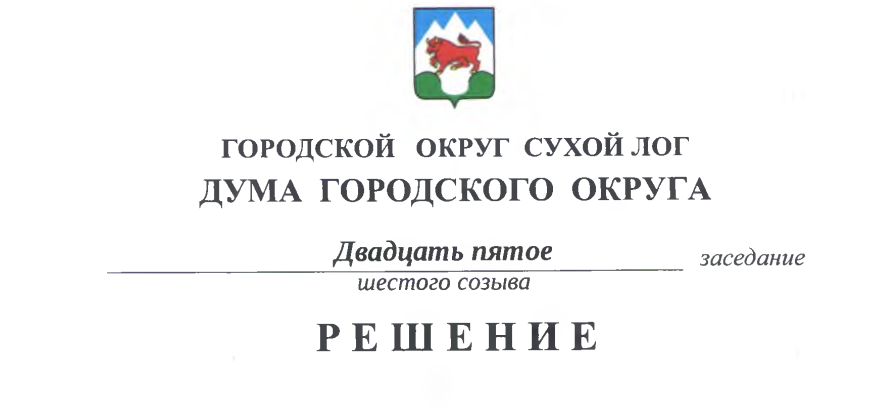 ГОРОДСКОЙ ОКРУГ СУХОЙ ЛОГ
ДУМА ГОРОДСКОГО ОКРУГА
Двадцать пятое заседание
шестого созыва
РЕШЕНИЕ